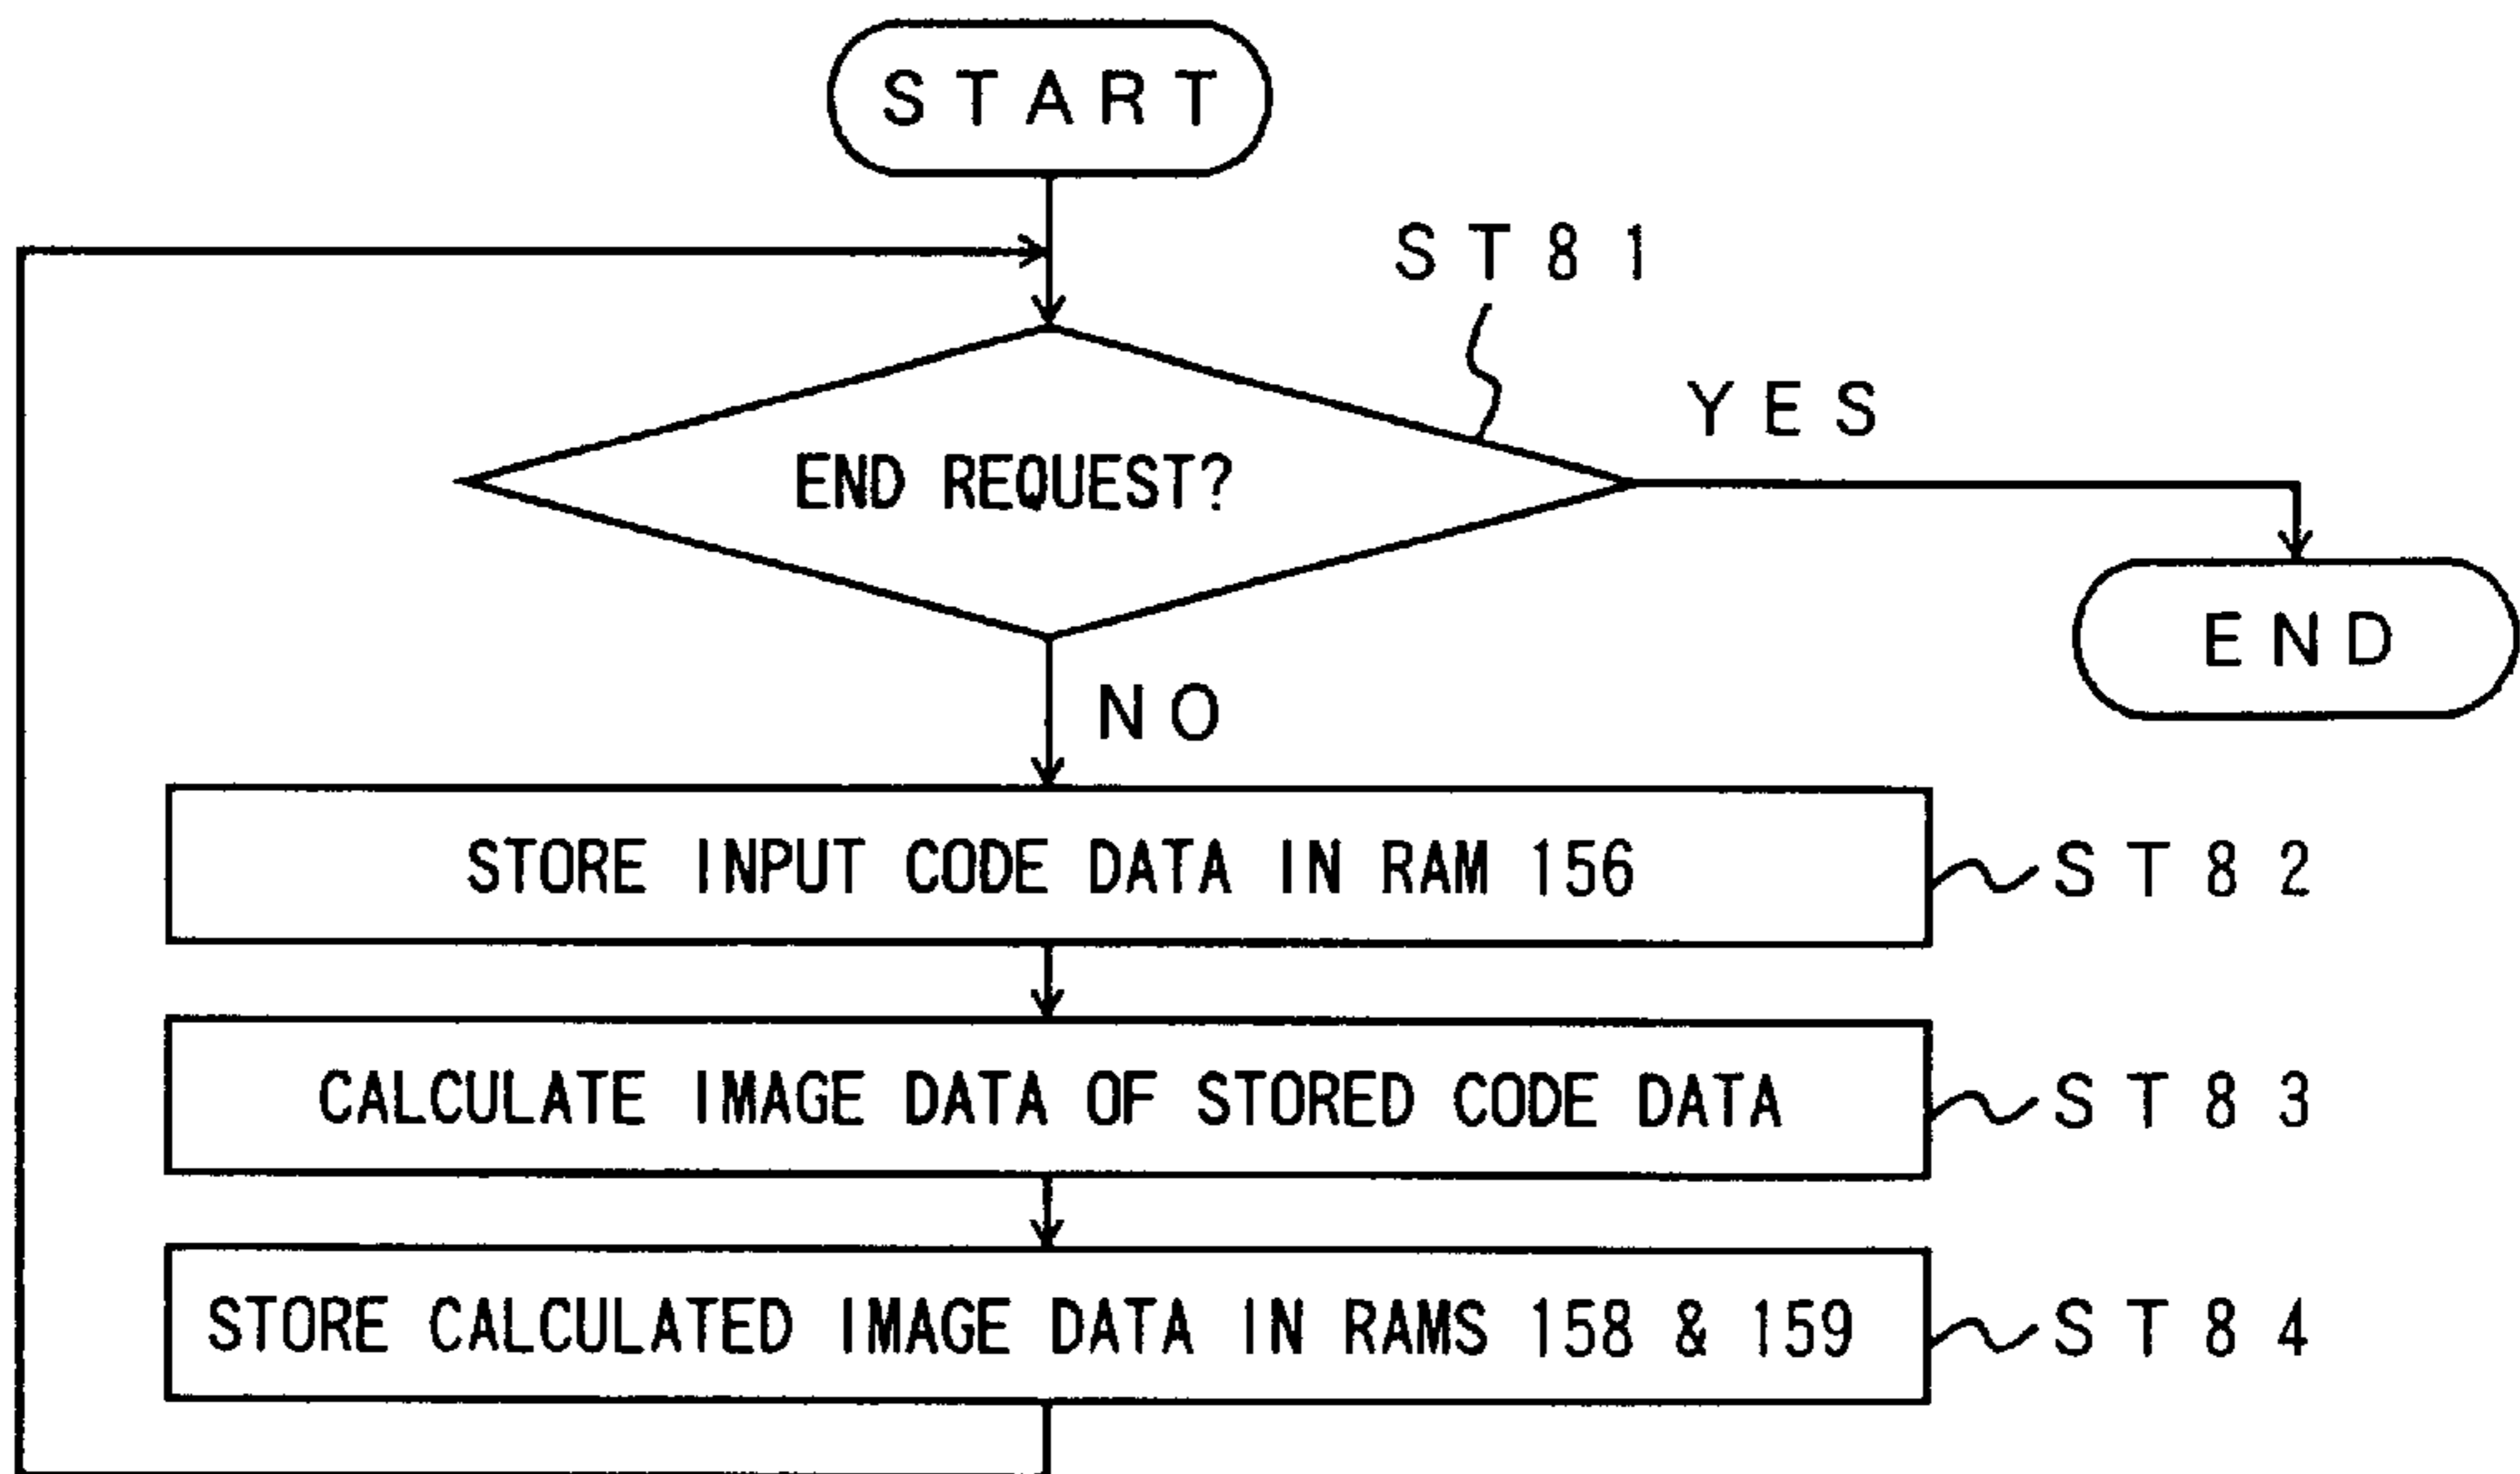 START
ST81
YES
END REQUEST?
END
NO
STORE INPUT CODE DATA IN RAM 156
ST82
CALCULATE IMAGE DATA OF STORED CODE DATA
ST83
STORE CALCULATED IMAGE DATA IN RAMS 158 & 159
ST84